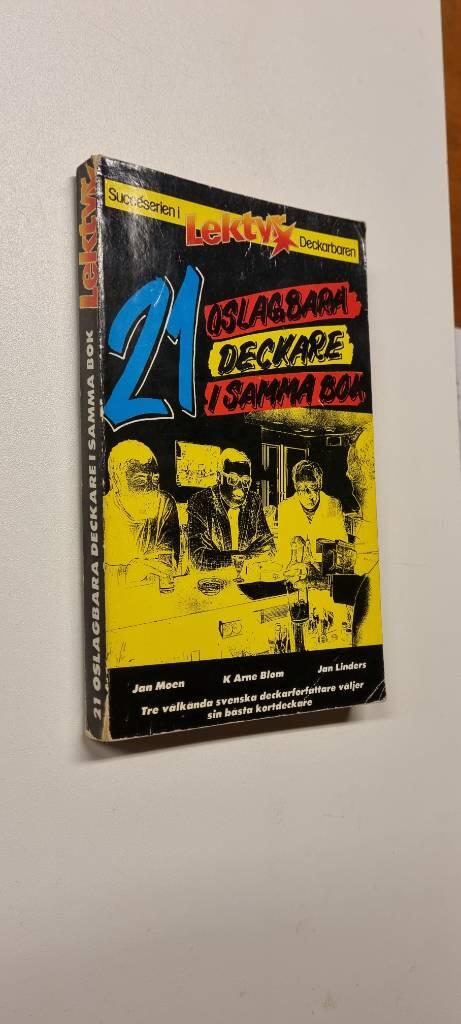 Succéserien i
Lektyr
Deckarbaren
21
OSLAGBARA
DECKARE
I SAMMA BOK
Jan Moen
K Arne Blom
Jan Linders
Tre välkända svenska deckarförfattare väljer
sin bästa kortdeckare
21 OSLAGBARA DECKARE I SAMMA BOK Lektyr